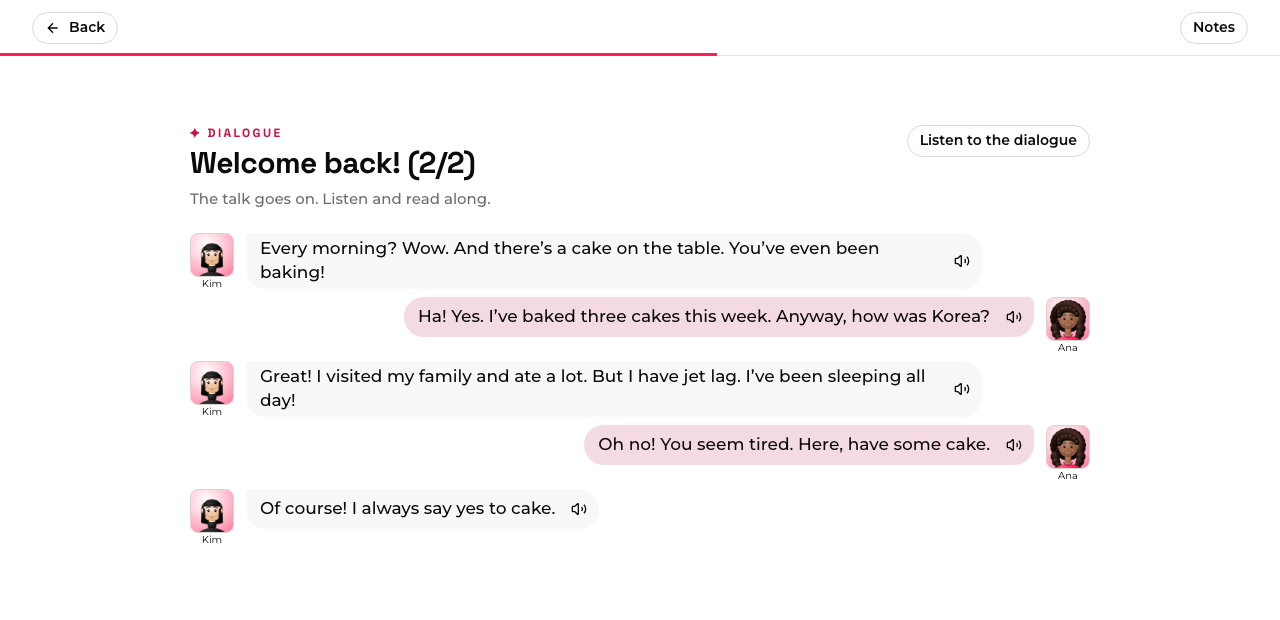 Back
Notes
DIALOGUE
Welcome back! (2/2)
Listen to the dialogue
The talk goes on. Listen and read along.
Every morning? Wow. And there’s a cake on the table. You’ve even been
baking!
Kim
Ha! Yes. I’ve baked three cakes this week. Anyway, how was Korea?
Ana
Great! I visited my family and ate a lot. But I have jet lag. I’ve been sleeping all
day!
Kim
Oh no! You seem tired. Here, have some cake.
Ana
Of course! I always say yes to cake.
Kim